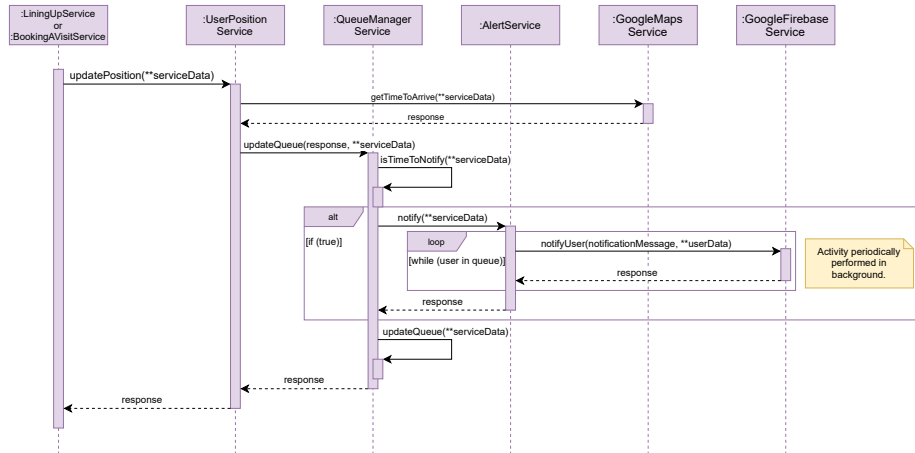 :LiningUpService
or
:BookingAVisitService
:UserPosition
Service
:QueueManager
Service
:AlertService
:GoogleMaps
Service
:GoogleFirebase
Service
updatePosition(**serviceData)
getTimeToArrive(**serviceData)
response
updateQueue(response, **serviceData)
isTimeToNotify(**serviceData)
alt
[if (true)]
notify(**serviceData)
loop
[while (user in queue)]
notifyUser(notificationMessage, **userData)
response
Activity periodically
performed in
background.
response
updateQueue(**serviceData)
response
response